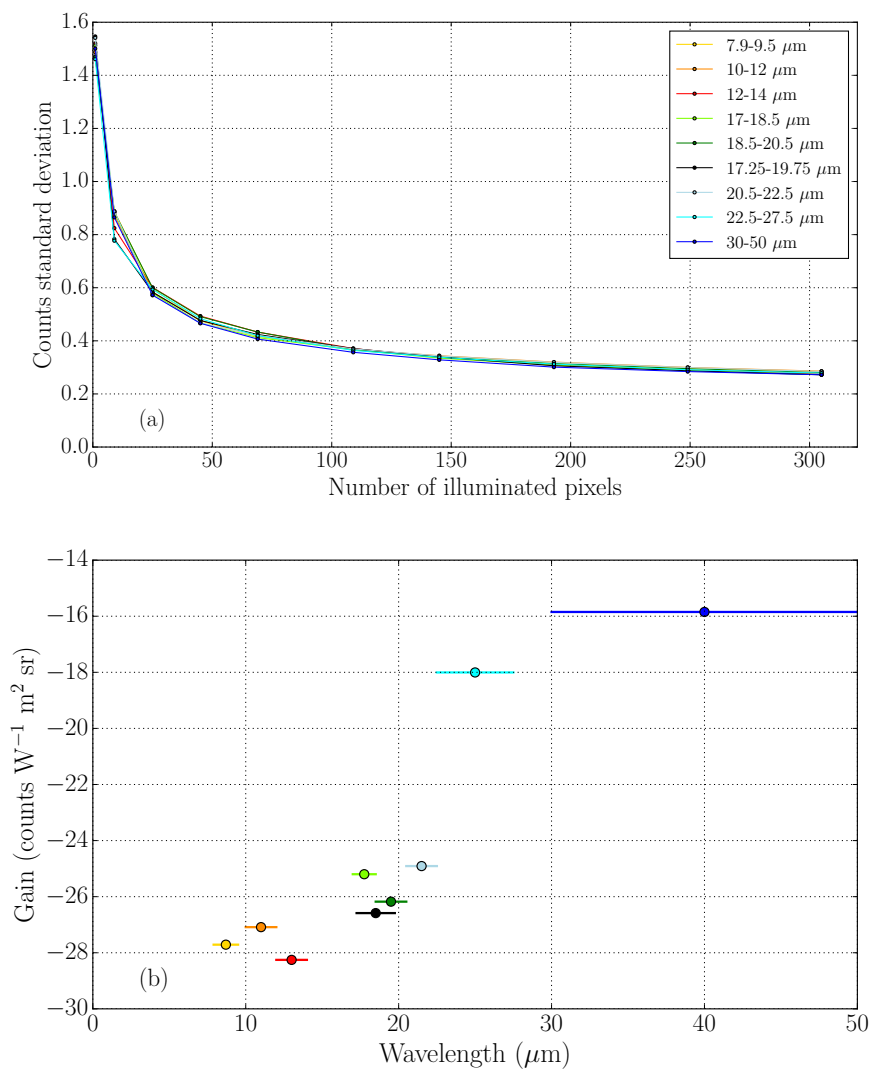 1.6
1.4
1.2
1.0
0.8
0.6
0.4
0.2
0.0
Counts standard deviation
7.9-9.5 μm
10-12 μm
12-14 μm
17-18.5 μm
18.5-20.5 μm
17.25-19.75 μm
20.5-22.5 μm
22.5-27.5 μm
30-50 μm
(a)
0 50 100 150 200 250 300
Number of illuminated pixels
−14
−16
−18
−20
−22
−24
−26
−28
−30
Gain (counts W⁻¹ m² sr)
(b)
0 10 20 30 40 50
Wavelength (μm)